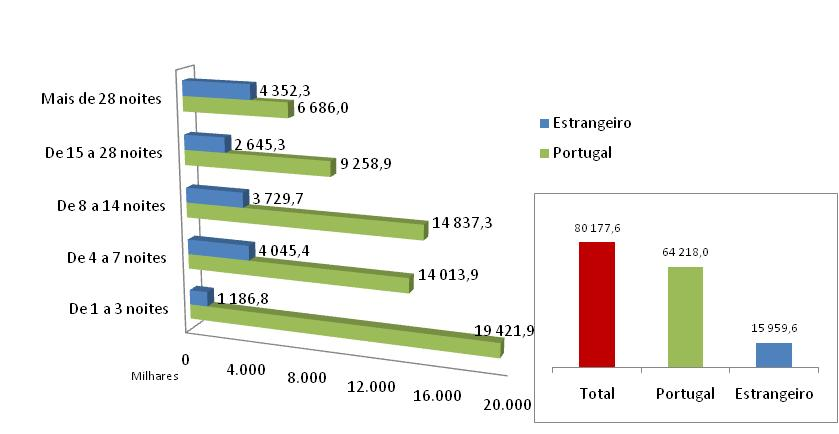 Mais de 28 noites
4 352,3
6 686,0
De 15 a 28 noites
2 645,3
9 258,9
De 8 a 14 noites
3 729,7
14 837,3
De 4 a 7 noites
4 045,4
14 013,9
De 1 a 3 noites
1 186,8
19 421,9
0
4.000
8.000
12.000
16.000
20.000
Milhares
Estrangeiro
Portugal
80 177,6
64 218,0
15 959,6
Total
Portugal
Estrangeiro